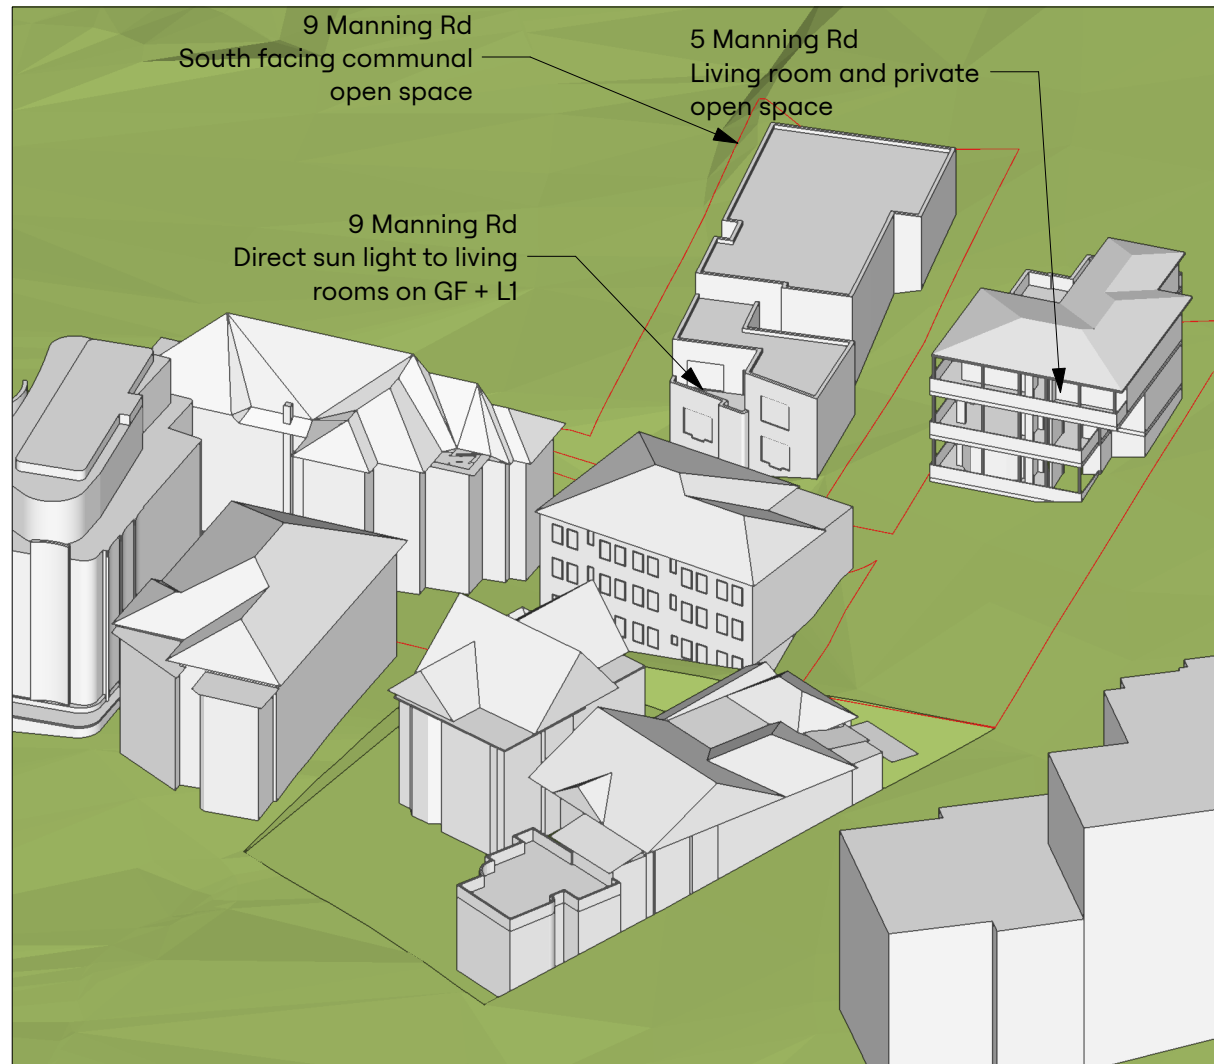 9 Manning Rd
South facing communal
open space
5 Manning Rd
Living room and private
open space
9 Manning Rd
Direct sun light to living
rooms on GF + L1